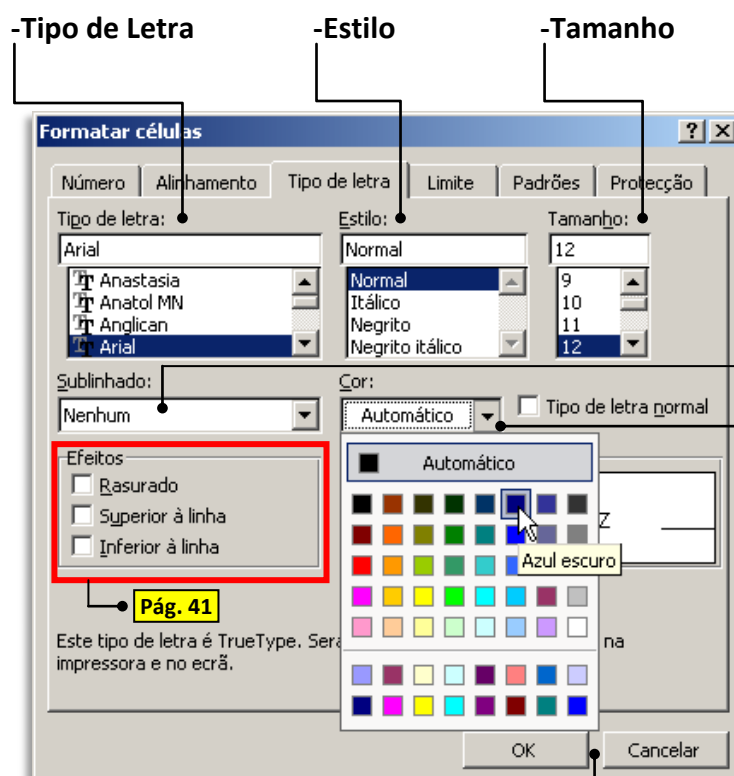 -Tipo de Letra -Estilo -Tamanho
Formatar células
Número Alinhamento Tipo de letra Limite Padrões Protecção
Tipo de letra: Estilo: Tamanho:
Arial Normal 12
Anastasia Normal 9
Anatol MN Itálico 10
Anglican Negrito 11
Arial Negrito itálico 12
Sublinhado: Cor:
Nenhum Automático Tipo de letra normal
Efeitos Automático
Rasurado
Superior à linha Z
Inferior à linha Azul escuro
Pág. 41
Este tipo de letra é TrueType. Será na
impressora e no ecrã.
OK Cancelar